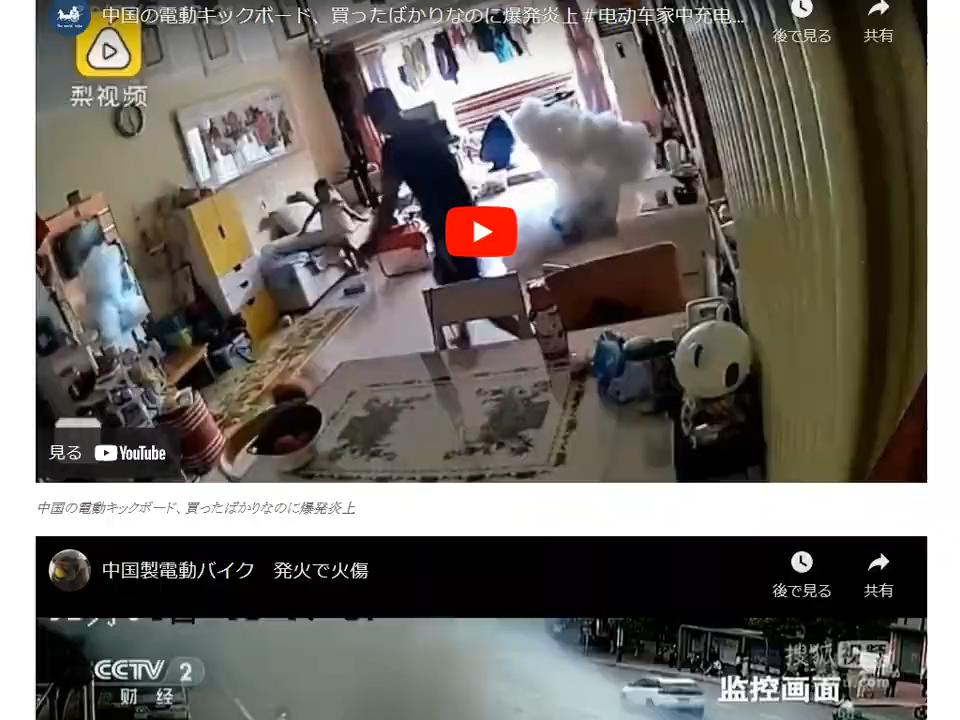 中国の電動キックボード、買ったばかりなのに爆発炎上＃电动车家中充电...
後で見る
共有
梨视频
見る
YouTube
中国の電動キックボード、買ったばかりなのに爆発炎上
中国製電動バイク 発火で火傷
後で見る
共有
CCTV 2
财 经
搜狐视频
监控画面